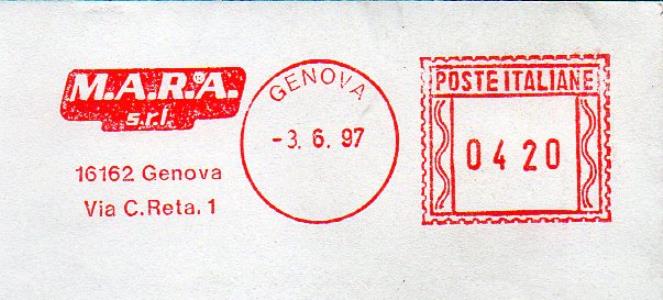 M.A.R.A.®
s.r.l.
16162 Genova
Via C.Reta. 1
GENOVA
-3. 6. 97
POSTE ITALIANE
0420